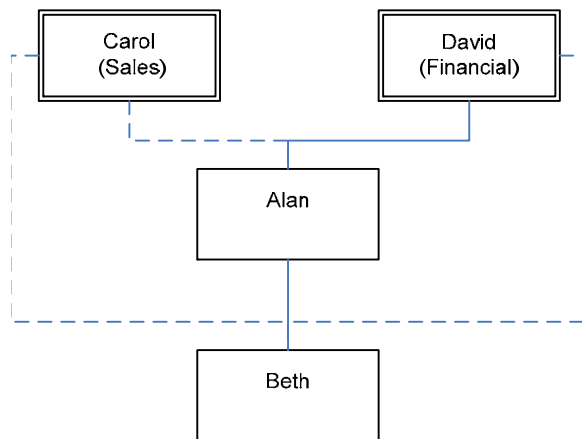 Carol
(Sales)
David
(Financial)
Alan
Beth